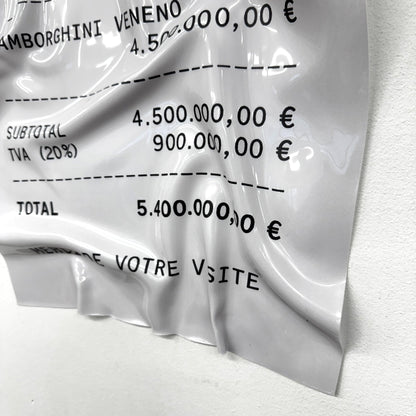 AMBORGHINI VENENO
4.500.000,00 €
SUBTOTAL 4.500.000,00 €
TVA (20%) 900.000,00 €
TOTAL 5.400.000,00 €
VOTRE VISITE